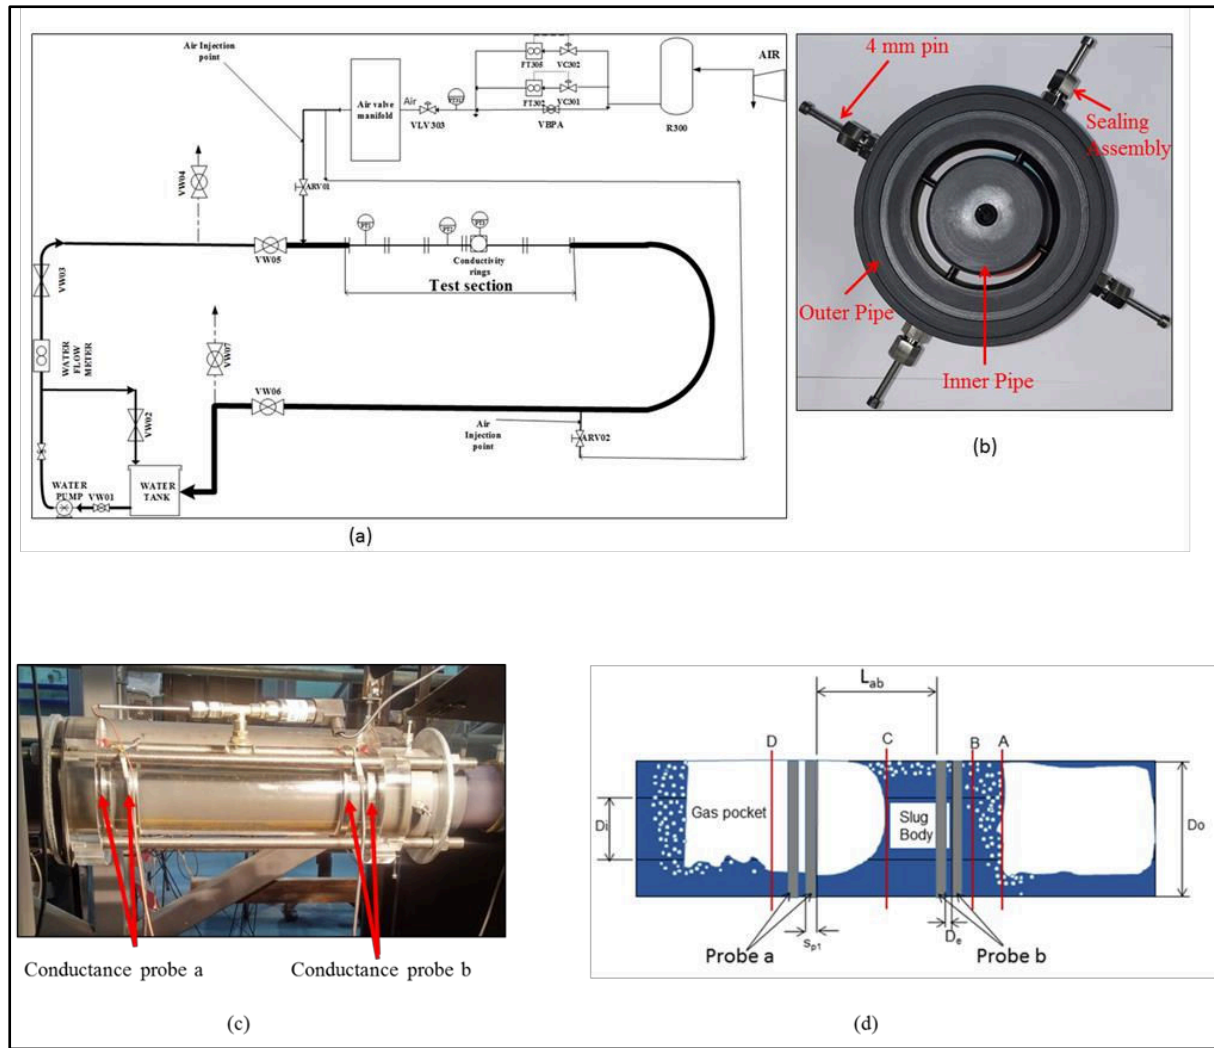 Air Injection
point
Air valve
manifold
Air
VLV303
FT305
VC302
FT302
VC301
VBPA
R300
AIR
VW04
ARV01
VW05
Conductivity
rings
Test section
VW03
WATER
FLOW
METER
VW07
VW06
VW02
Air
Injection
point
ARV02
WATER
PUMP
VW01
WATER
TANK
(a)
4 mm pin
Sealing
Assembly
Outer Pipe
Inner Pipe
(b)
Conductance probe a
Conductance probe b
(c)
Lab
D
C
B
A
Di
Gas pocket
Slug
Body
Do
Probe a
Sp1
De
Probe b
(d)